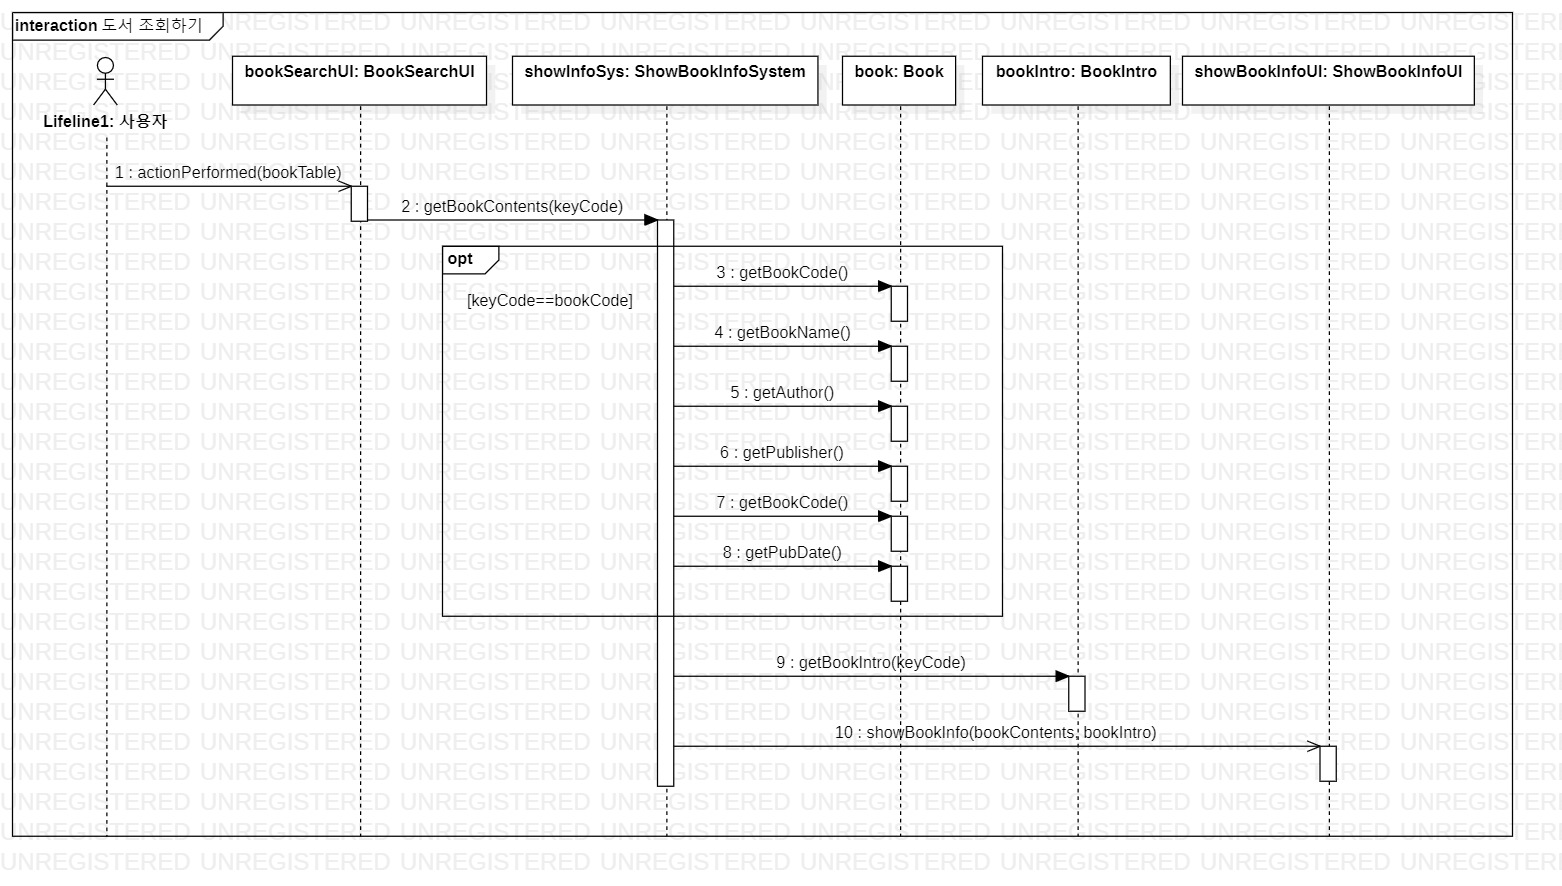 interaction 도서 조회하기
Lifeline1: 사용자
bookSearchUI: BookSearchUI
showInfoSys: ShowBookInfoSystem
book: Book
bookIntro: BookIntro
showBookInfoUI: ShowBookInfoUI
1 : actionPerformed(bookTable)
2 : getBookContents(keyCode)
opt
[keyCode==bookCode]
3 : getBookCode()
4 : getBookName()
5 : getAuthor()
6 : getPublisher()
7 : getBookCode()
8 : getPubDate()
9 : getBookIntro(keyCode)
10 : showBookInfo(bookContents, bookIntro)
UNREGISTERED